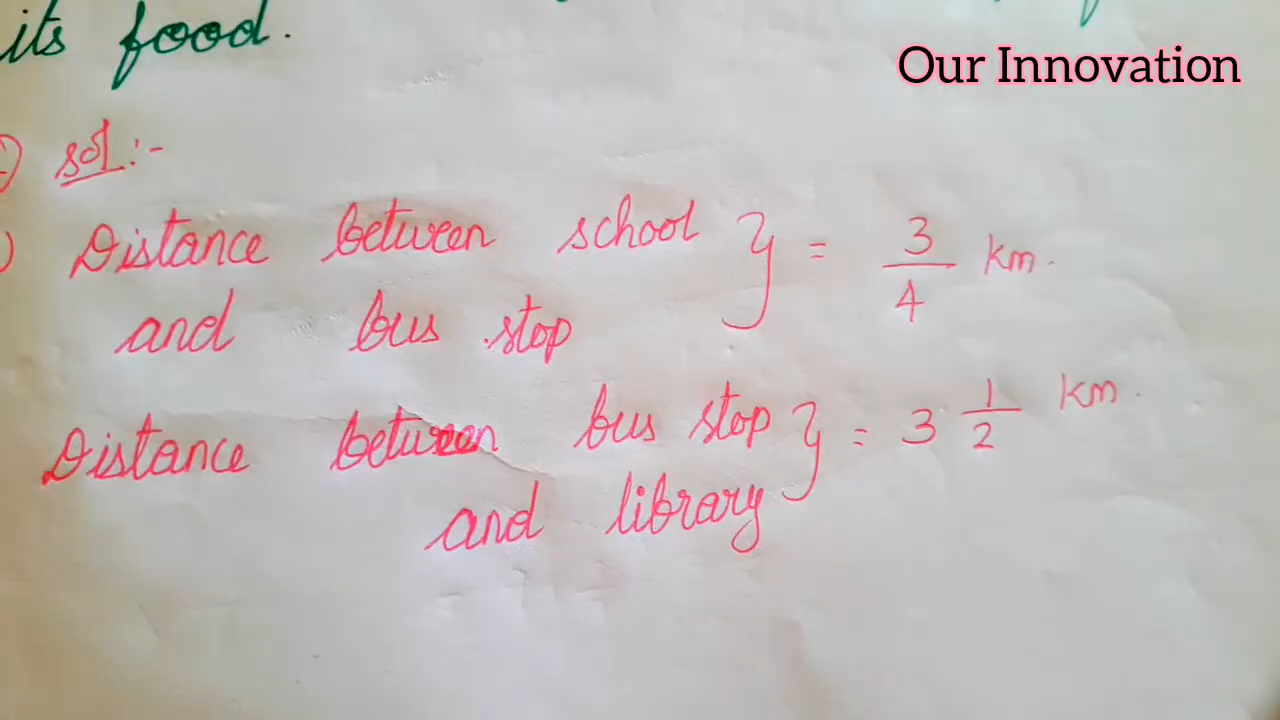 its food.
Our Innovation
sol:-
Distance between school } = 3/4 km.
and bus stop
Distance between bus stop } = 3 1/2 km.
and library